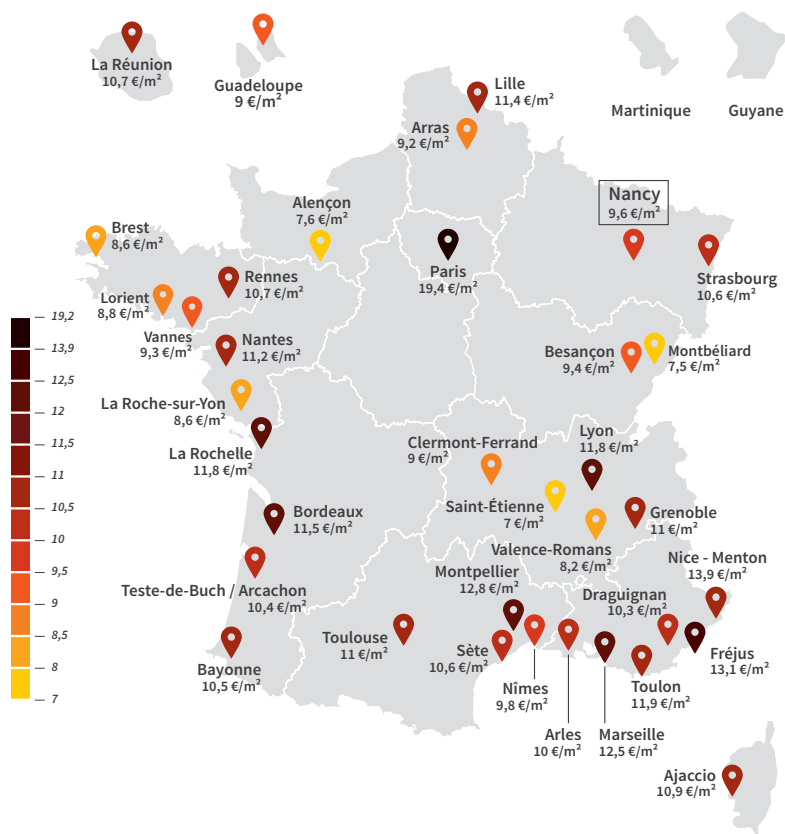 La Réunion
10,7 €/m²
Guadeloupe
9 €/m²
Martinique
Guyane
Lille
11,4 €/m²
Arras
9,2 €/m²
Nancy
9,6 €/m²
Alençon
7,6 €/m²
Brest
8,6 €/m²
Paris
19,4 €/m²
Strasbourg
10,6 €/m²
Rennes
10,7 €/m²
Lorient
8,8 €/m²
Vannes
9,3 €/m²
Nantes
11,2 €/m²
Besançon
9,4 €/m²
Montbéliard
7,5 €/m²
La Roche-sur-Yon
8,6 €/m²
La Rochelle
11,8 €/m²
Clermont-Ferrand
9 €/m²
Lyon
11,8 €/m²
Saint-Étienne
7 €/m²
Bordeaux
11,5 €/m²
Grenoble
11 €/m²
Valence-Romans
8,2 €/m²
Nice - Menton
13,9 €/m²
Montpellier
12,8 €/m²
Teste-de-Buch / Arcachon
10,4 €/m²
Draguignan
10,3 €/m²
Toulouse
11 €/m²
Sète
10,6 €/m²
Fréjus
13,1 €/m²
Bayonne
10,5 €/m²
Nîmes
9,8 €/m²
Toulon
11,9 €/m²
Arles
10 €/m²
Marseille
12,5 €/m²
Ajaccio
10,9 €/m²
19,2
13,9
12,5
12
11,5
11
10,5
10
9,5
9
8,5
8
7